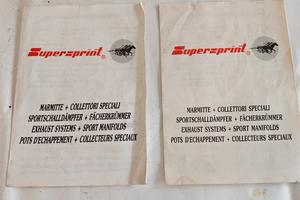 Supersprint®
MARMITTE + COLLETTORI SPECIALI
SPORTSCHALLDÄMPFER + FÄCHERKRÜMMER
EXHAUST SYSTEMS + SPORT MANIFOLDS
POTS D'ECHAPPEMENT + COLLECTEURS SPECIAUX
Supersprint®
MARMITTE + COLLETTORI SPECIALI
SPORTSCHALLDÄMPFER + FÄCHERKRÜMMER
EXHAUST SYSTEMS + SPORT MANIFOLDS
POTS D'ECHAPPEMENT + COLLECTEURS SPECIAUX